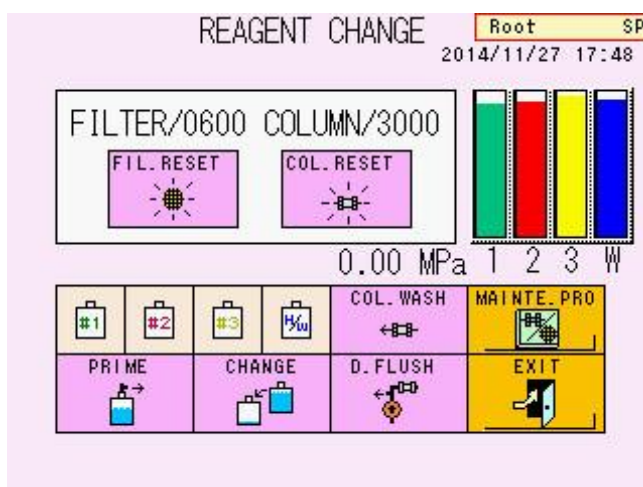 REAGENT CHANGE
Root SP
2014/11/27 17:48
FILTER/0600 COLUMN/3000
FIL.RESET COL.RESET
0.00 MPa 1 2 3 W
#1 #2 #3 H/W COL.WASH MAINTE.PRO
PRIME CHANGE D.FLUSH EXIT